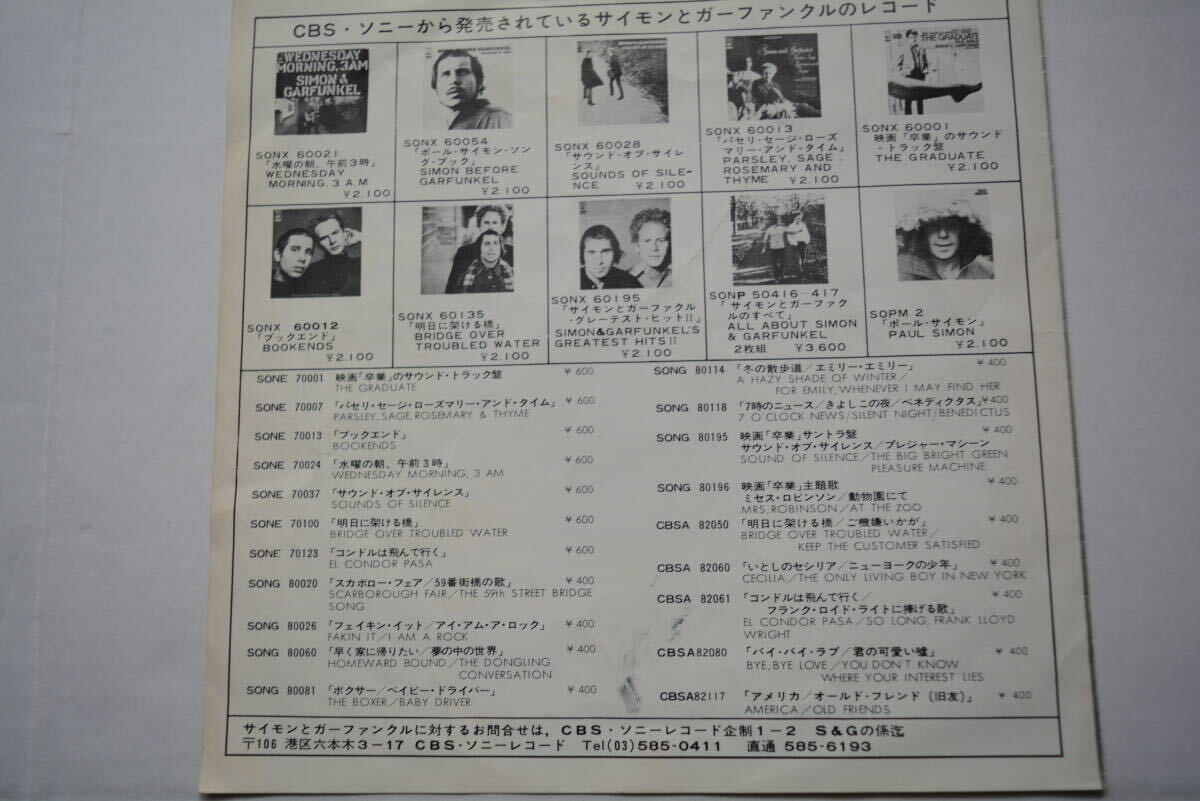 CBS・ソニーから発売されているサイモンとガーファンクルのレコード
WEDNESDAY
MORNING, 3AM
SIMON &
GARFUNKEL
SONX 60021
「水曜の朝、午前3時」
WEDNESDAY
MORNING, 3 A.M
¥2.100
SONX 60054
「ポール・サイモン・ソン
グ・ブック」
SIMON BEFORE
GARFUNKEL
¥2.100
SONX 60028
「サウンド・オブ・サイレ
ンス」
SOUNDS OF SILE-
NCE ¥2.100
SONX 60013
「パセリ・セージ・ローズ
マリー・アンド・タイム」
PARSLEY, SAGE,
ROSEMARY AND
THYME ¥2.100
THE GRADUATE
SONX 60001
映画「卒業」のサウンド
・トラック盤
THE GRADUATE
¥2.100
SONX 60012
「ブックエンド」
BOOKENDS
¥2.100
SONX 60135
「明日に架ける橋」
BRIDGE OVER
TROUBLED WATER
¥2.100
SONX 60195
「サイモンとガーファクル
・グレーテスト・ヒットII」
SIMON&GARFUNKEL'S
GREATEST HITS II
¥2.100
SONP 50416-417
「サイモンとガーファク
ルのすべて」
ALL ABOUT SIMON
& GARFUNKEL
2枚組 ¥3.600
SOPM 2
「ポール・サイモン」
PAUL SIMON
¥2.100
SONE 70001 映画「卒業」のサウンド・トラック盤 ¥ 600
THE GRADUATE
SONE 70007 「パセリ・セージ・ローズマリー・アンド・タイム」 ¥ 600
PARSLEY, SAGE, ROSEMARY & THYME
SONE 70013 「ブックエンド」 ¥ 600
BOOKENDS
SONE 70024 「水曜の朝、午前3時」 ¥ 600
WEDNESDAY MORNING, 3 AM
SONE 70037 「サウンド・オブ・サイレンス」 ¥ 600
SOUNDS OF SILENCE
SONE 70100 「明日に架ける橋」 ¥ 600
BRIDGE OVER TROUBLED WATER
SONE 70123 「コンドルは飛んで行く」 ¥ 600
EL CONDOR PASA
SONG 80020 「スカボロー・フェア/59番街橋の歌」 ¥ 400
SCARBOROUGH FAIR/THE 59th STREET BRIDGE
SONG
SONG 80026 「フェイキン・イット/アイ・アム・ア・ロック」 ¥ 400
FAKIN IT/I AM A ROCK
SONG 80060 「早く家に帰りたい/夢の中の世界」 ¥ 400
HOMEWARD BOUND/THE DONGLING
CONVERSATION
SONG 80081 「ボクサー/ベイビー・ドライバー」 ¥ 400
THE BOXER/BABY DRIVER
SONG 80114 「冬の散歩道/エミリー・エミリー」 ¥ 400
A HAZY SHADE OF WINTER/
FOR EMILY, WHENEVER I MAY FIND HER
SONG 80118 「7時のニュース/きよしこの夜/ベネディクタス」 ¥400
7 O'CLOCK NEWS/SILENT NIGHT/BENEDICTUS
SONG 80195 映画「卒業」サントラ盤 ¥ 400
サウンド・オブ・サイレンス/プレジャー・マシーン
SOUND OF SILENCE/THE BIG BRIGHT GREEN
PLEASURE MACHINE
SONG 80196 映画「卒業」主題歌 ¥ 400
ミセス・ロビンソン/動物園にて
MRS, ROBINSON/AT THE ZOO
CBSA 82050 「明日に架ける橋/ご機嫌いかが」 ¥ 400
BRIDGE OVER TROUBLED WATER/
KEEP THE CUSTOMER SATISFIED
CBSA 82060 「いとしのセシリア/ニューヨークの少年」 ¥ 400
CECILIA/THE ONLY LIVING BOY IN NEW YORK
CBSA 82061 「コンドルは飛んで行く/ ¥ 400
フランク・ロイド・ライトに捧げる歌」
EL CONDOR PASA/SO LONG, FRANK LLOYD
WRIGHT
CBSA82080 「バイ・バイ・ラブ/君の可愛い嘘」 ¥ 400
BYE, BYE LOVE/YOU DON'T KNOW
WHERE YOUR INTEREST LIES
CBSA82117 「アメリカ/オールド・フレンド(旧友)」 ¥ 400
AMERICA/OLD FRIENDS
サイモンとガーファンクルに対するお問合せは、CBS・ソニーレコード企制1-2 S&Gの係迄
〒106 港区六本木3-17 CBS・ソニーレコード Tel(03)585-0411 直通 585-6193